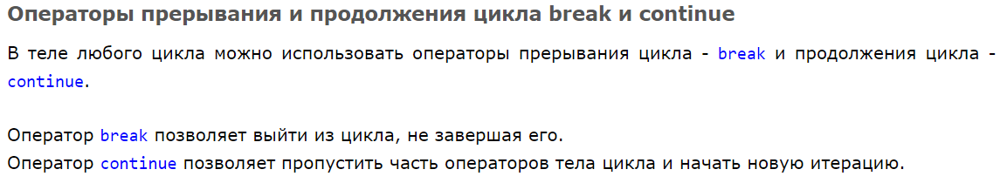 Операторы прерывания и продолжения цикла break и continue
В теле любого цикла можно использовать операторы прерывания цикла - break и продолжения цикла -
continue.
Оператор break позволяет выйти из цикла, не завершая его.
Оператор continue позволяет пропустить часть операторов тела цикла и начать новую итерацию.